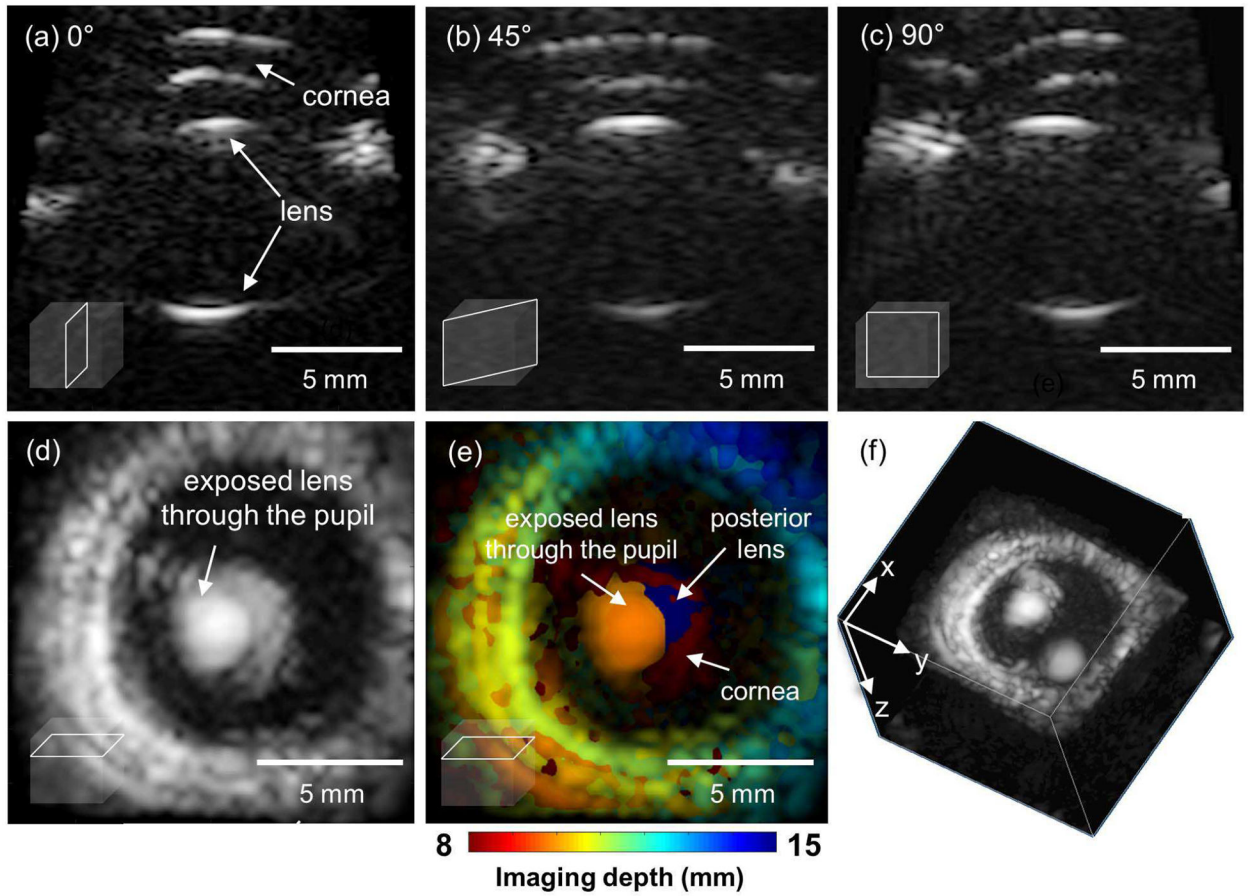 (a) 0°
cornea
lens
5 mm
(b) 45°
5 mm
(c) 90°
5 mm
(e)
(d)
exposed lens
through the pupil
5 mm
(e)
exposed lens
through the pupil
posterior
lens
cornea
5 mm
8
15
Imaging depth (mm)
(f)
x
y
z